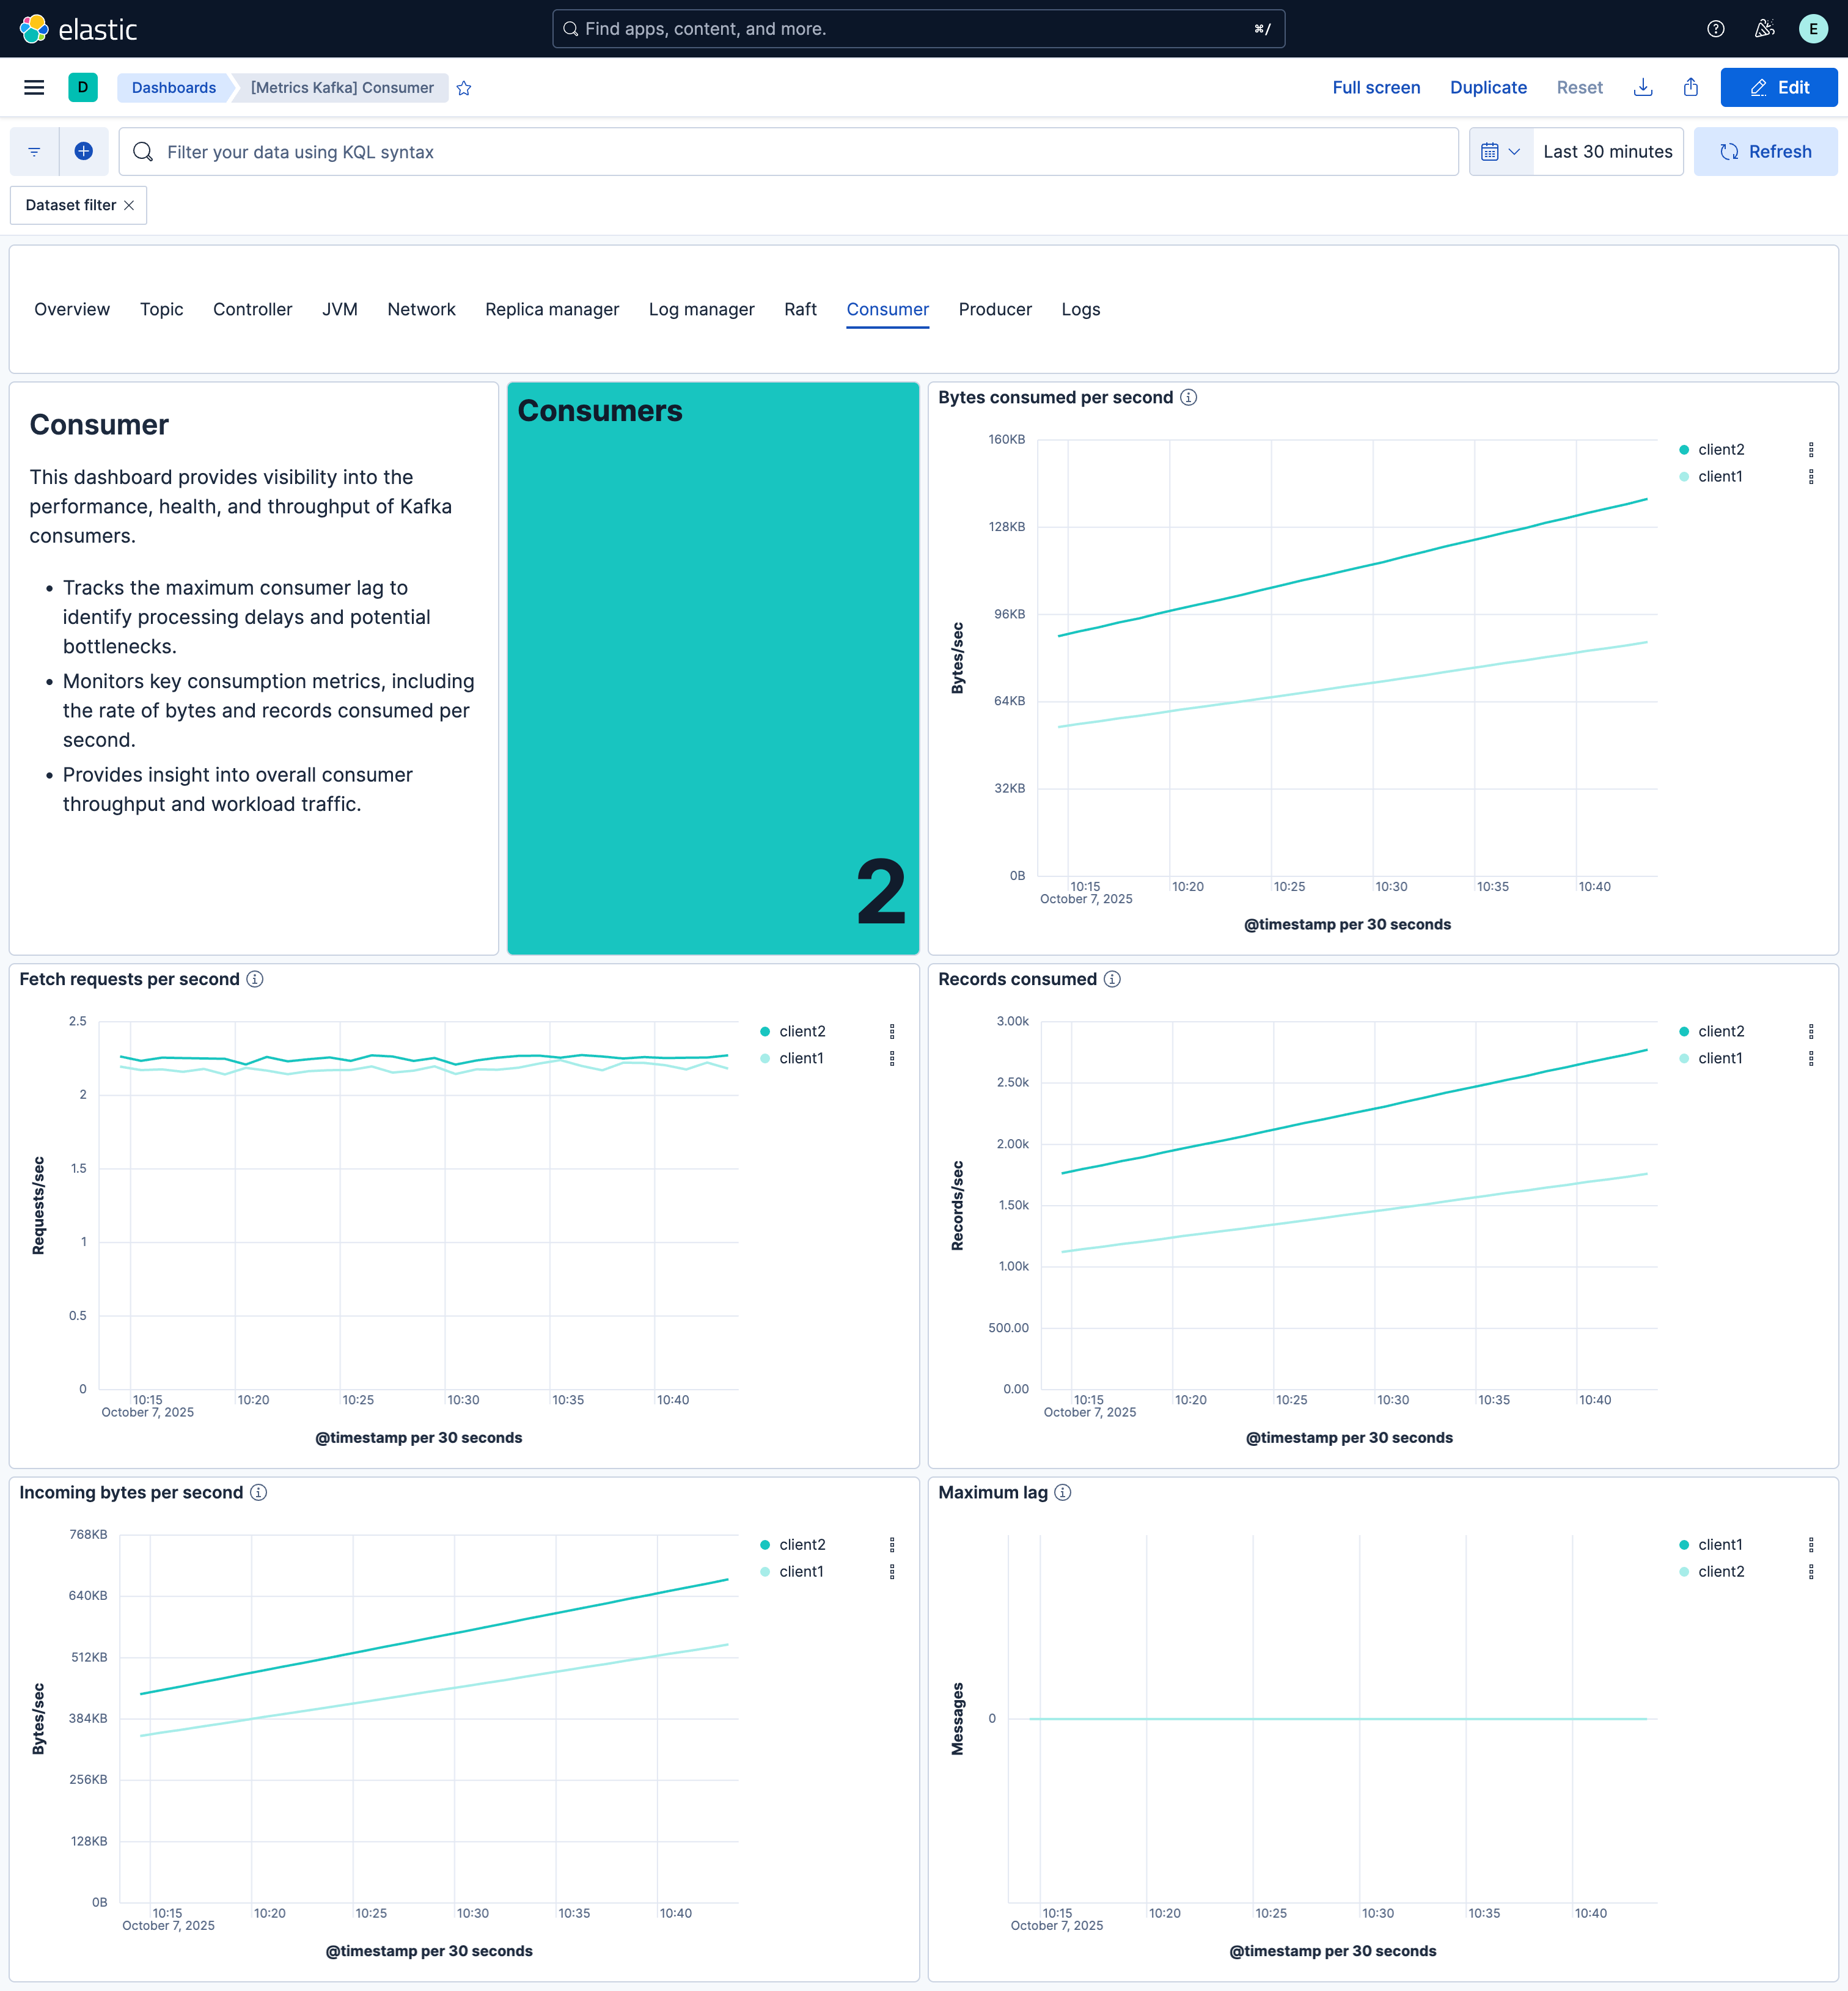 elastic
Find apps, content, and more.
⌘/
E
D
Dashboards
[Metrics Kafka] Consumer
Full screen
Duplicate
Reset
Edit
Filter your data using KQL syntax
Last 30 minutes
Refresh
Dataset filter
Overview
Topic
Controller
JVM
Network
Replica manager
Log manager
Raft
Consumer
Producer
Logs
Consumer
This dashboard provides visibility into the
performance, health, and throughput of Kafka
consumers.
• Tracks the maximum consumer lag to
identify processing delays and potential
bottlenecks.
• Monitors key consumption metrics, including
the rate of bytes and records consumed per
second.
• Provides insight into overall consumer
throughput and workload traffic.
Consumers
2
Bytes consumed per second
160KB
128KB
96KB
64KB
32KB
0B
Bytes/sec
10:15
10:20
10:25
10:30
10:35
10:40
October 7, 2025
@timestamp per 30 seconds
client2
client1
Fetch requests per second
2.5
2
1.5
1
0.5
0
Requests/sec
10:15
10:20
10:25
10:30
10:35
10:40
October 7, 2025
@timestamp per 30 seconds
client2
client1
Records consumed
3.00k
2.50k
2.00k
1.50k
1.00k
500.00
0.00
Records/sec
10:15
10:20
10:25
10:30
10:35
10:40
October 7, 2025
@timestamp per 30 seconds
client2
client1
Incoming bytes per second
768KB
640KB
512KB
384KB
256KB
128KB
0B
Bytes/sec
10:15
10:20
10:25
10:30
10:35
10:40
October 7, 2025
@timestamp per 30 seconds
client2
client1
Maximum lag
0
Messages
10:15
10:20
10:25
10:30
10:35
10:40
October 7, 2025
@timestamp per 30 seconds
client1
client2